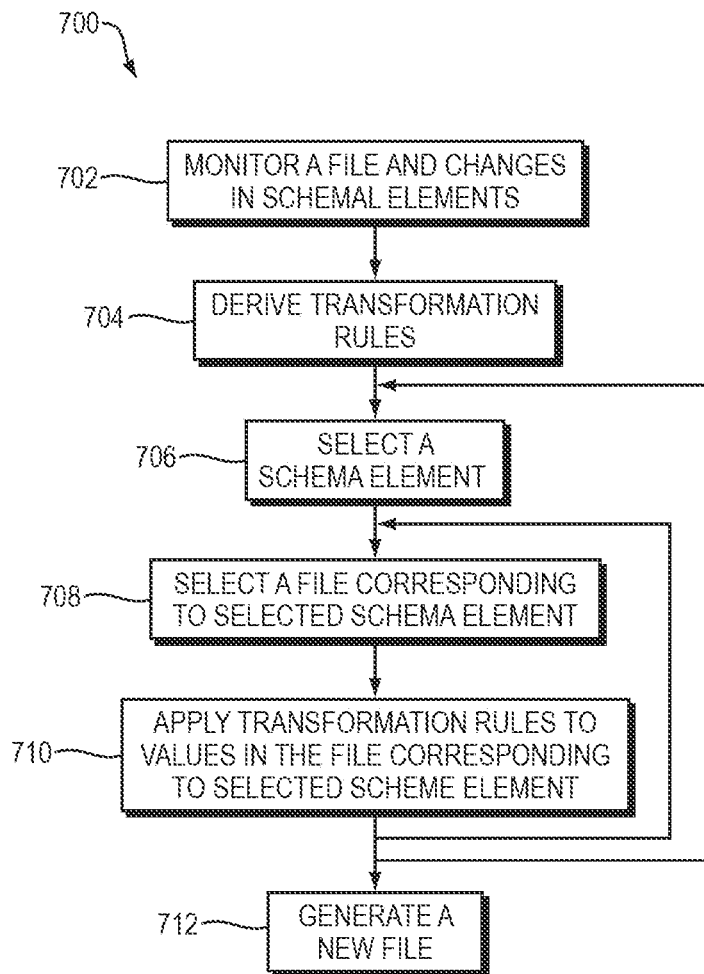 700
702
MONITOR A FILE AND CHANGES
IN SCHEMAL ELEMENTS
704
DERIVE TRANSFORMATION
RULES
706
SELECT A
SCHEMA ELEMENT
708
SELECT A FILE CORRESPONDING
TO SELECTED SCHEMA ELEMENT
710
APPLY TRANSFORMATION RULES TO
VALUES IN THE FILE CORRESPONDING
TO SELECTED SCHEME ELEMENT
712
GENERATE A
NEW FILE